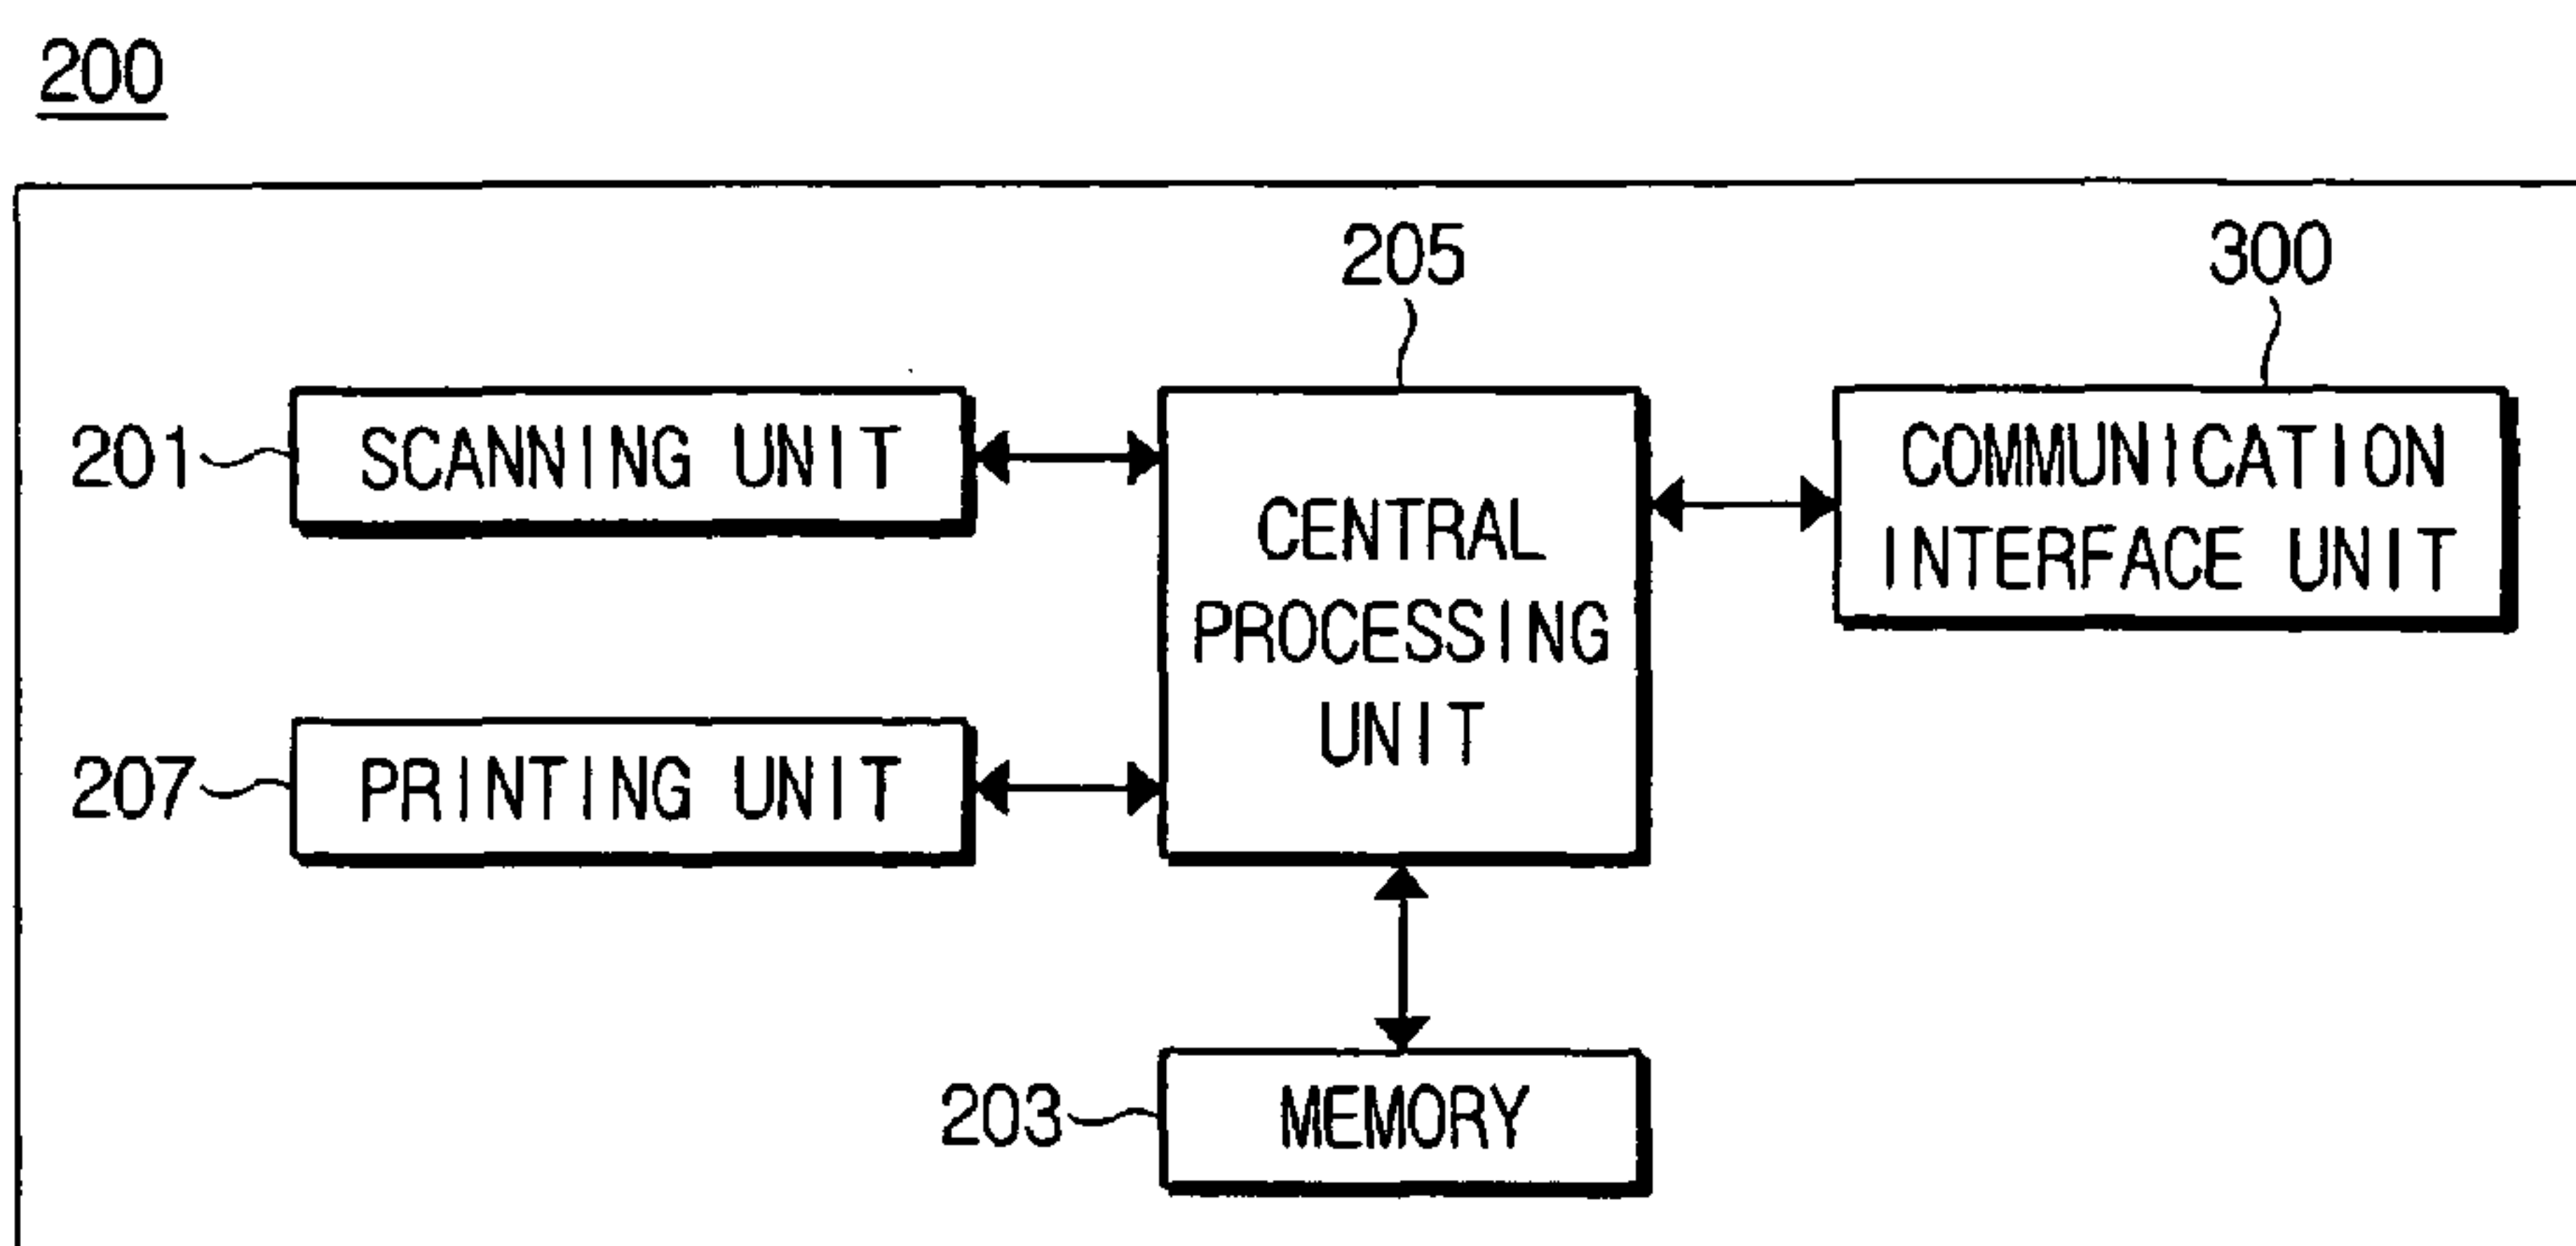 200
205
300
201
SCANNING UNIT
COMMUNICATION
INTERFACE UNIT
CENTRAL
PROCESSING
UNIT
207
PRINTING UNIT
203
MEMORY